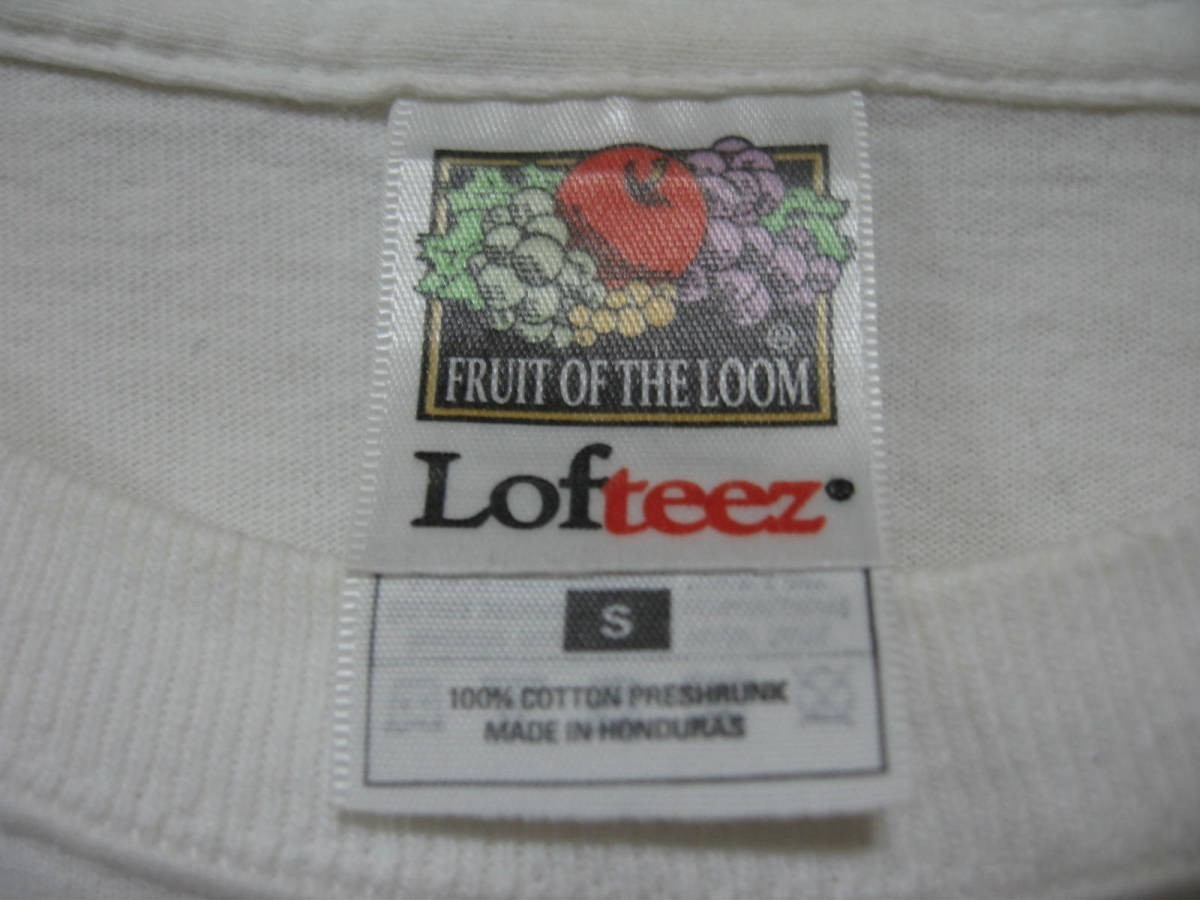 ®
FRUIT OF THE LOOM
Lofteez®
S
100% COTTON PRESHRUNK
MADE IN HONDURAS